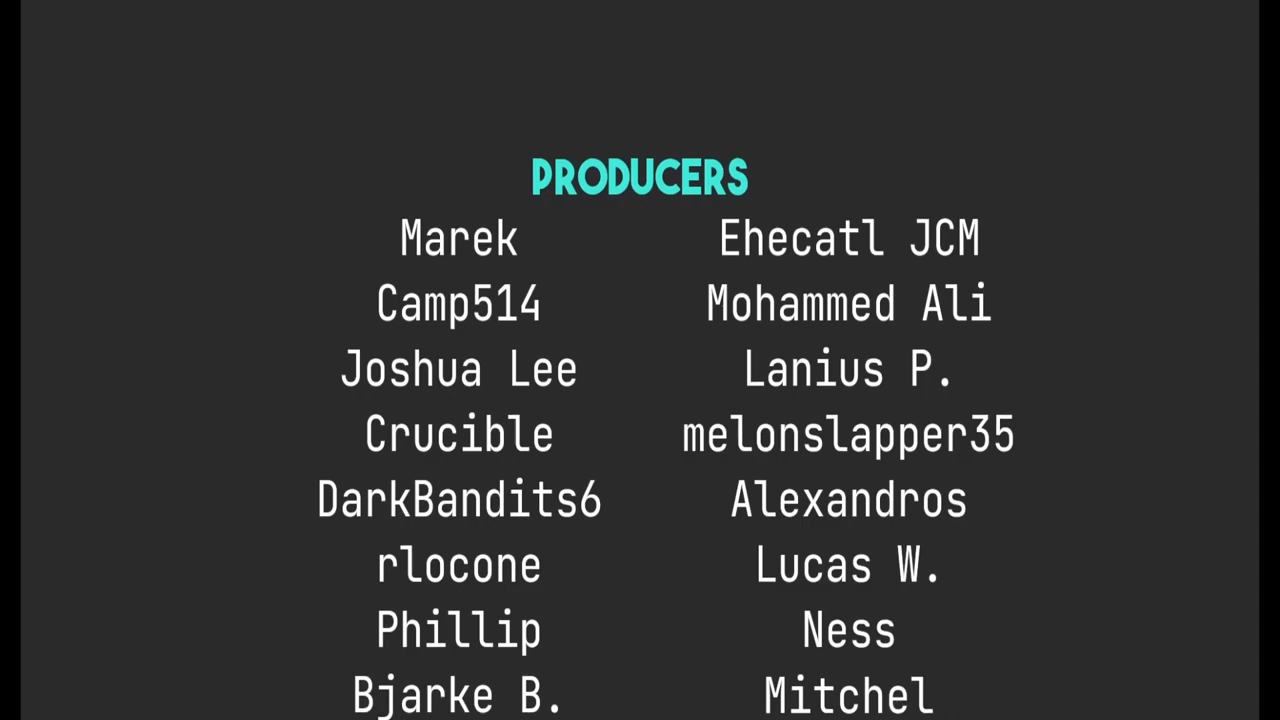 PRODUCERS
Marek Ehecatl JCM
Camp514 Mohammed Ali
Joshua Lee Lanius P.
Crucible melonslapper35
DarkBandits6 Alexandros
rlocone Lucas W.
Phillip Ness
Bjarke B. Mitchel